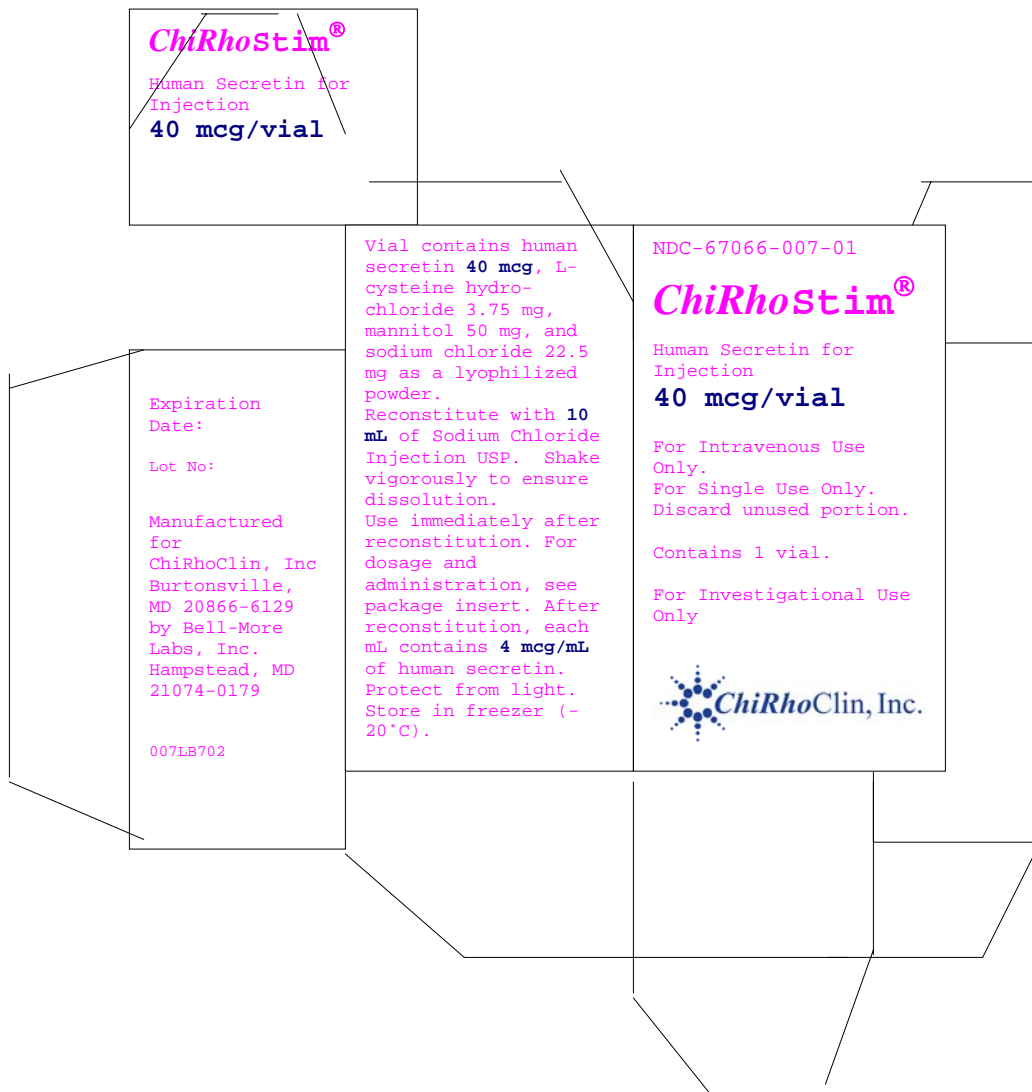 ChiRhoStim®
Human Secretin for
Injection
40 mcg/vial
Expiration
Date:
Lot No:
Manufactured
for
ChiRhoClin, Inc
Burtonsville,
MD 20866-6129
by Bell-More
Labs, Inc.
Hampstead, MD
21074-0179
007LB702
Vial contains human
secretin 40 mcg, L-
cysteine hydro-
chloride 3.75 mg,
mannitol 50 mg, and
sodium chloride 22.5
mg as a lyophilized
powder.
Reconstitute with 10
mL of Sodium Chloride
Injection USP. Shake
vigorously to ensure
dissolution.
Use immediately after
reconstitution. For
dosage and
administration, see
package insert. After
reconstitution, each
mL contains 4 mcg/mL
of human secretin.
Protect from light.
Store in freezer (-
20˚C).
NDC-67066-007-01
ChiRhoStim®
Human Secretin for
Injection
40 mcg/vial
For Intravenous Use
Only.
For Single Use Only.
Discard unused portion.
Contains 1 vial.
For Investigational Use
Only
ChiRhoClin, Inc.